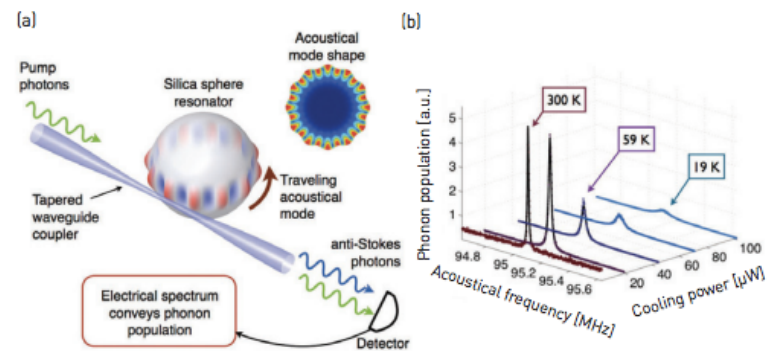 (a)
Pump
photons
Silica sphere
resonator
Acoustical
mode shape
Tapered
waveguide
coupler
Traveling
acoustical
mode
anti-Stokes
photons
Electrical spectrum
conveys phonon
population
Detector
(b)
Phonon population [a.u.]
5
4
3
2
1
300 K
59 K
19 K
94.8
95
95.2
95.4
95.6
Acoustical frequency [MHz]
20
40
60
80
100
Cooling power [µW]